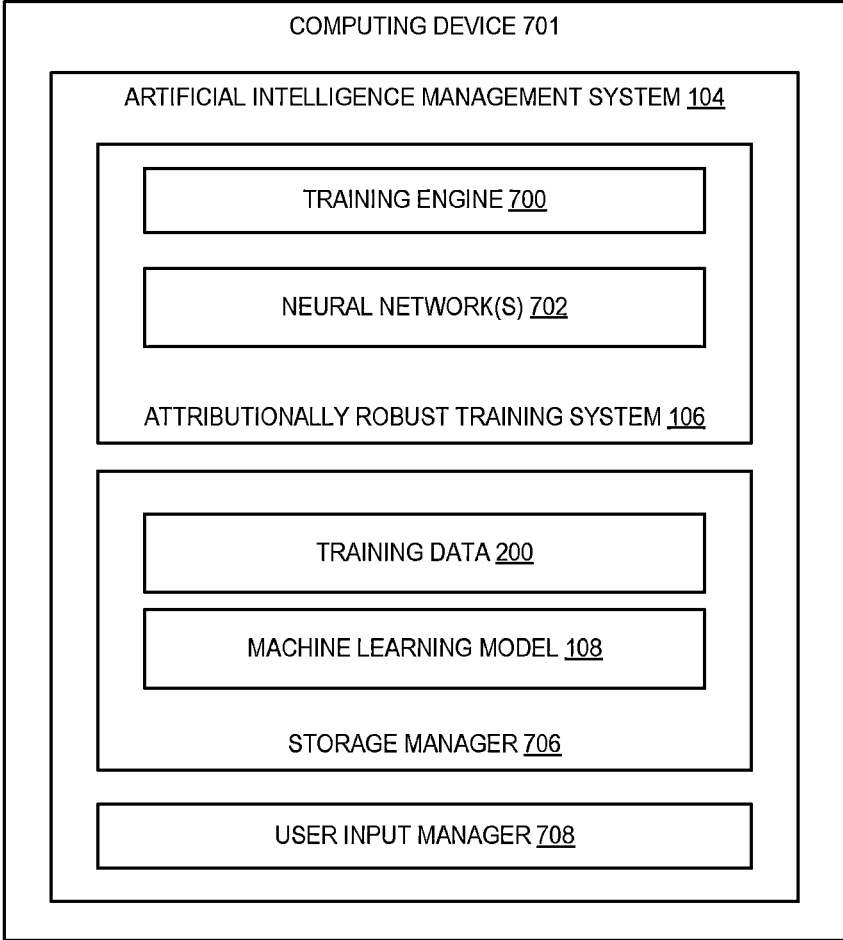 COMPUTING DEVICE 701
ARTIFICIAL INTELLIGENCE MANAGEMENT SYSTEM 104
TRAINING ENGINE 700
NEURAL NETWORK(S) 702
ATTRIBUTIONALLY ROBUST TRAINING SYSTEM 106
TRAINING DATA 200
MACHINE LEARNING MODEL 108
STORAGE MANAGER 706
USER INPUT MANAGER 708